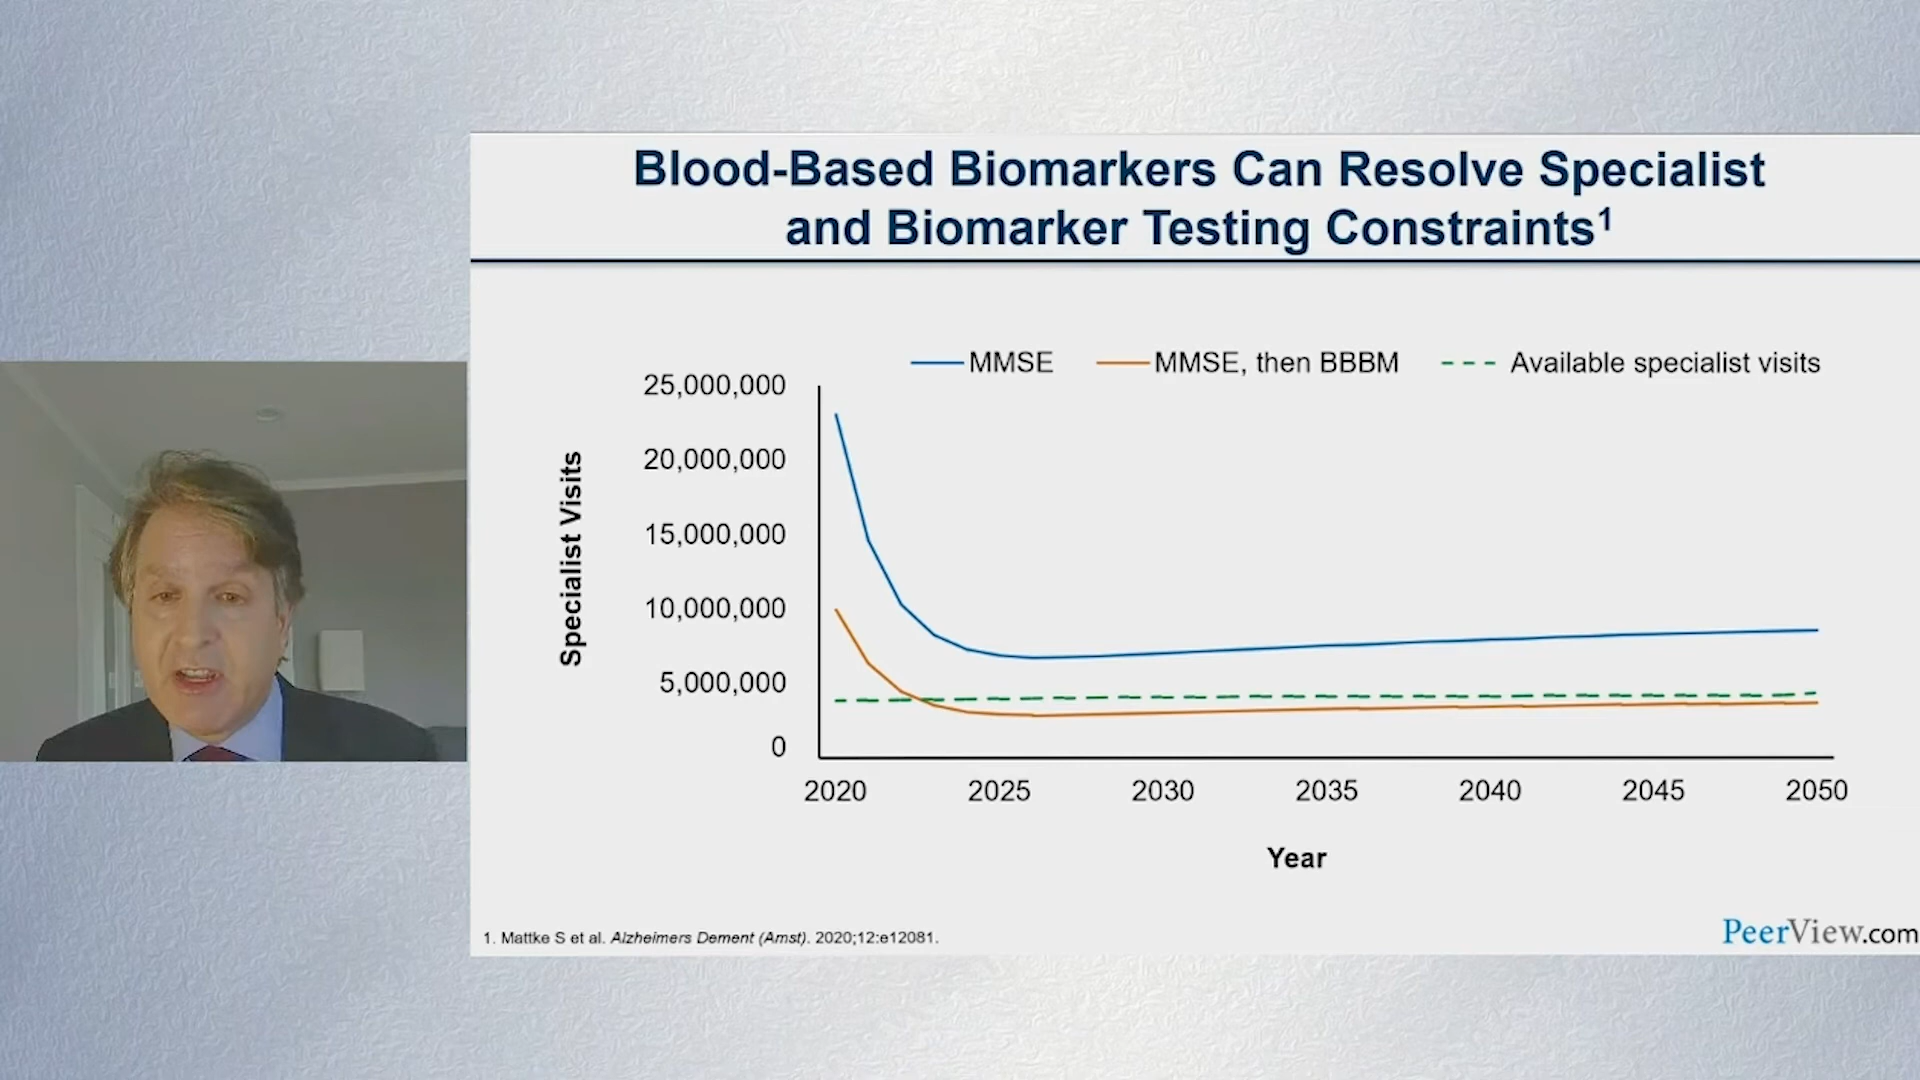 Blood-Based Biomarkers Can Resolve Specialist
and Biomarker Testing Constraints¹
MMSE
MMSE, then BBBM
Available specialist visits
Specialist Visits
25,000,000
20,000,000
15,000,000
10,000,000
5,000,000
0
2020 2025 2030 2035 2040 2045 2050
Year
1. Mattke S et al. Alzheimers Dement (Amst). 2020;12:e12081.
PeerView.com